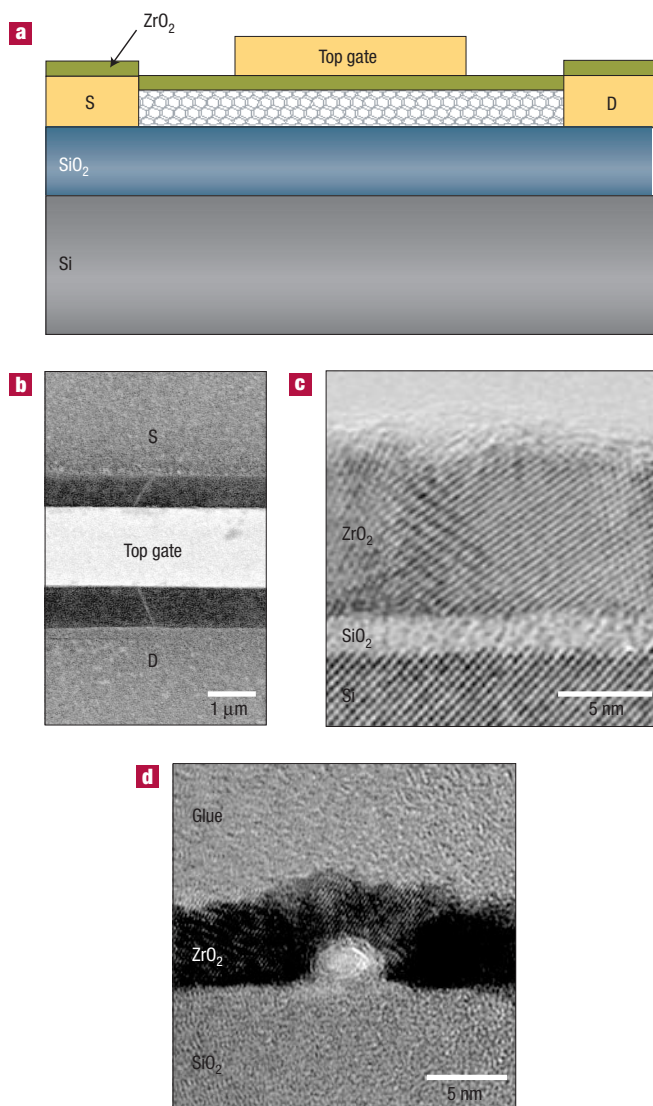 a
ZrO₂
Top gate
S
D
SiO₂
Si
b
S
Top gate
D
1 μm
c
ZrO₂
SiO₂
Si
5 nm
d
Glue
ZrO₂
SiO₂
5 nm